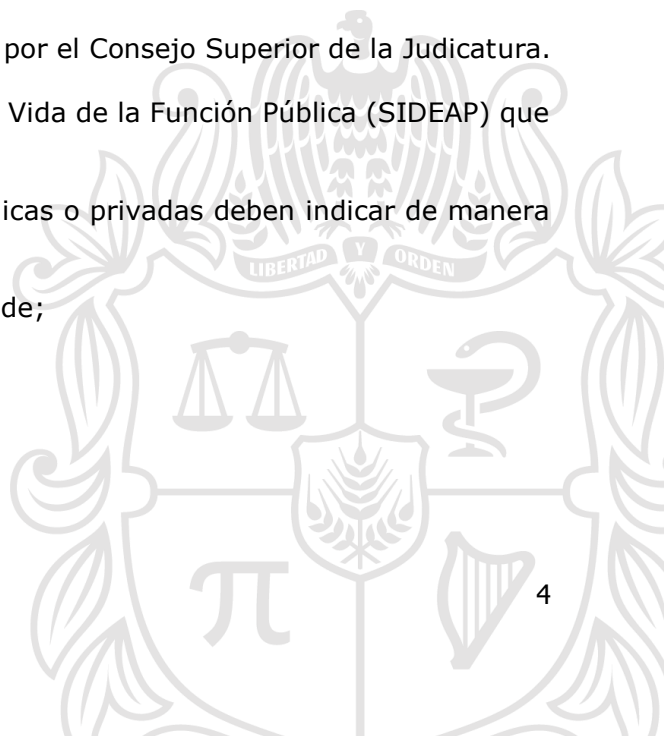 por el Consejo Superior de la Judicatura.
Vida de la Función Pública (SIDEAP) que
icas o privadas deben indicar de manera
LIBERTAD Y ORDEN
de;
π
4